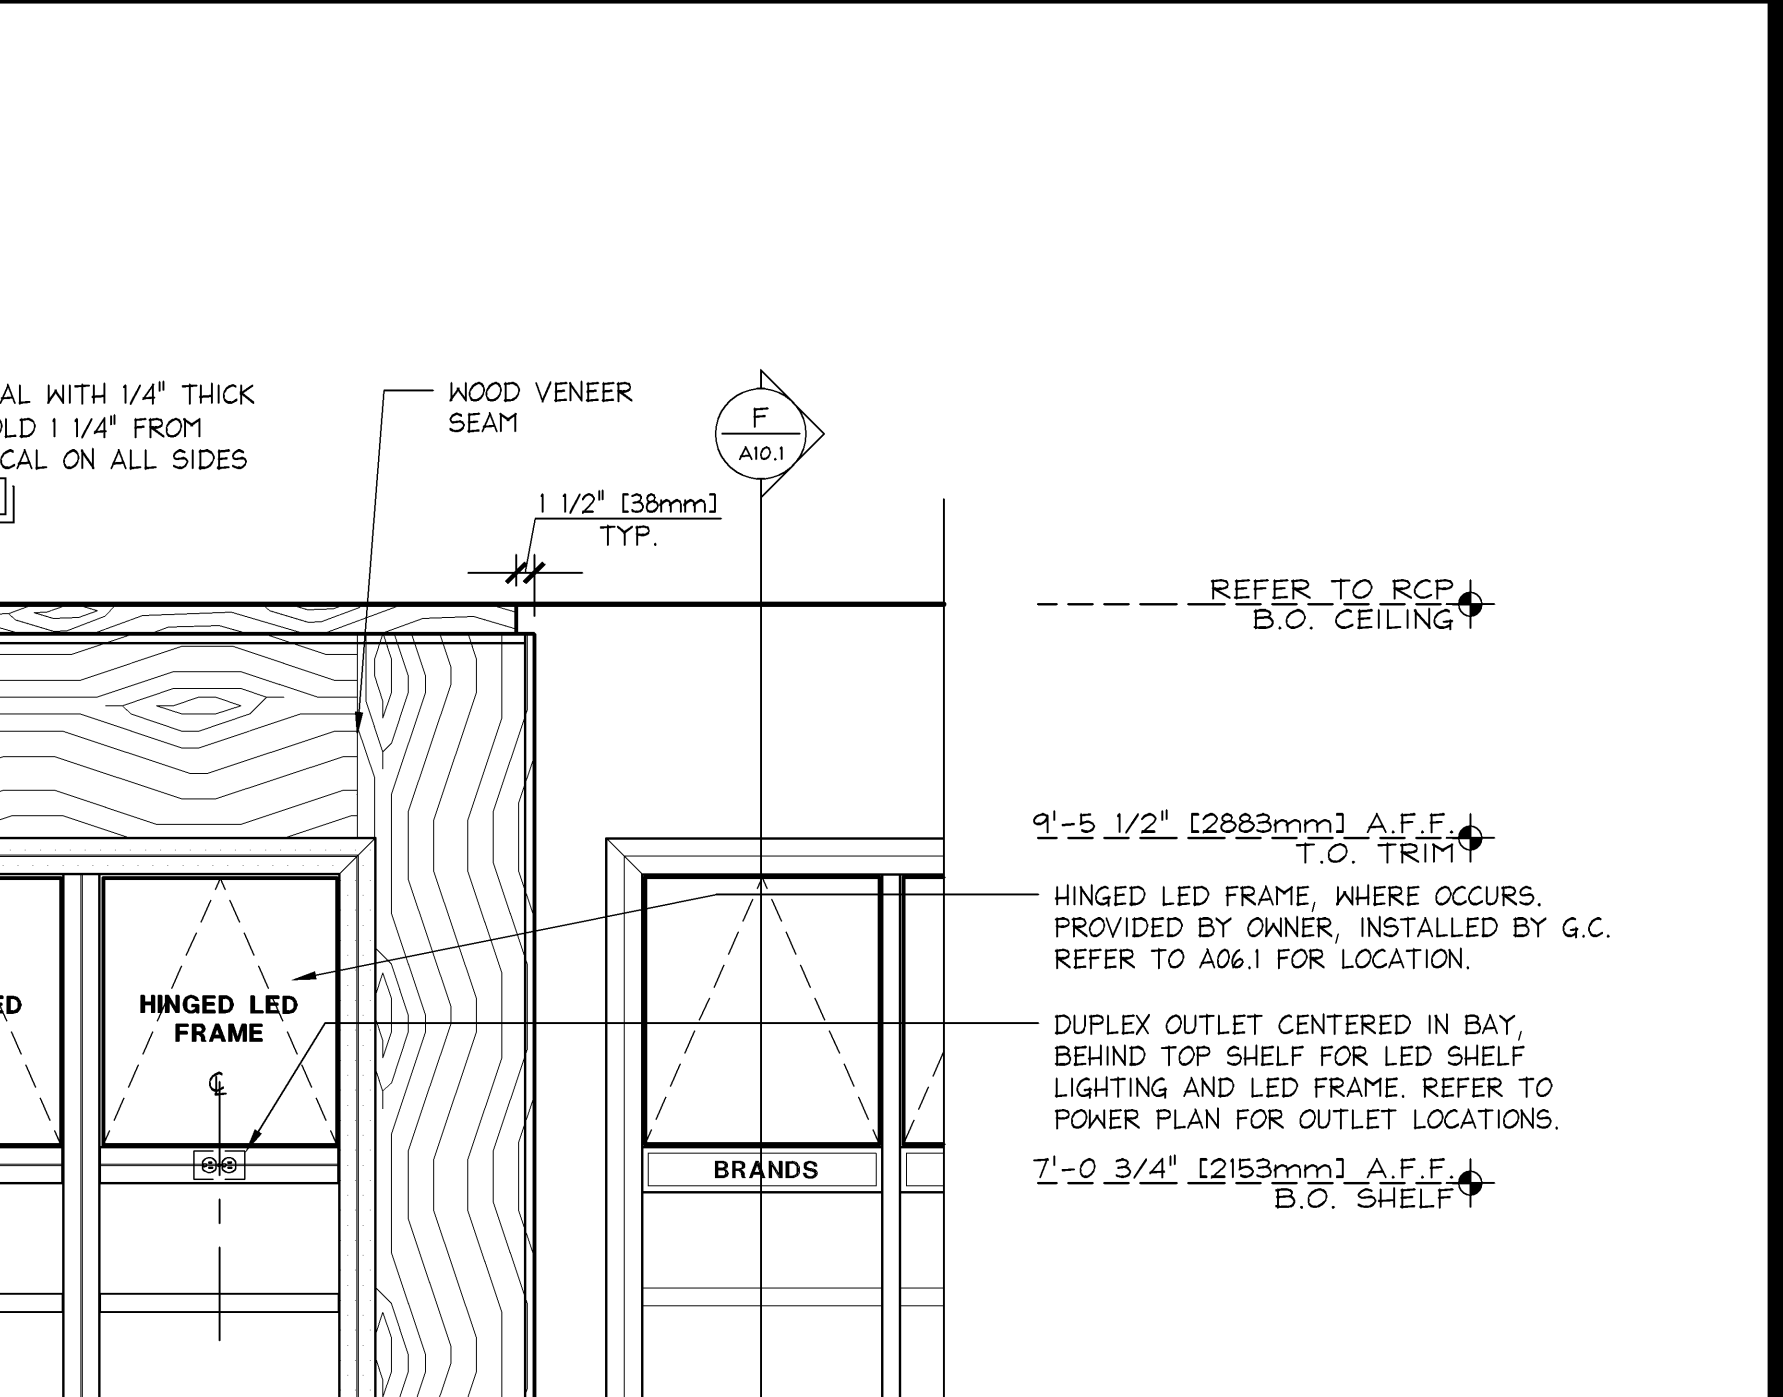 AL WITH 1/4" THICK
OLD 1 1/4" FROM
CAL ON ALL SIDES
WOOD VENEER
SEAM
F
A10.1
1 1/2" [38mm]
TYP.
REFER TO RCP
B.O. CEILING
9'-5 1/2" [2883mm] A.F.F.
T.O. TRIM
HINGED LED FRAME, WHERE OCCURS.
PROVIDED BY OWNER, INSTALLED BY G.C.
REFER TO A06.1 FOR LOCATION.
ED
HINGED LED
FRAME
DUPLEX OUTLET CENTERED IN BAY,
BEHIND TOP SHELF FOR LED SHELF
LIGHTING AND LED FRAME. REFER TO
POWER PLAN FOR OUTLET LOCATIONS.
℄
BRANDS
7'-0 3/4" [2153mm] A.F.F.
B.O. SHELF